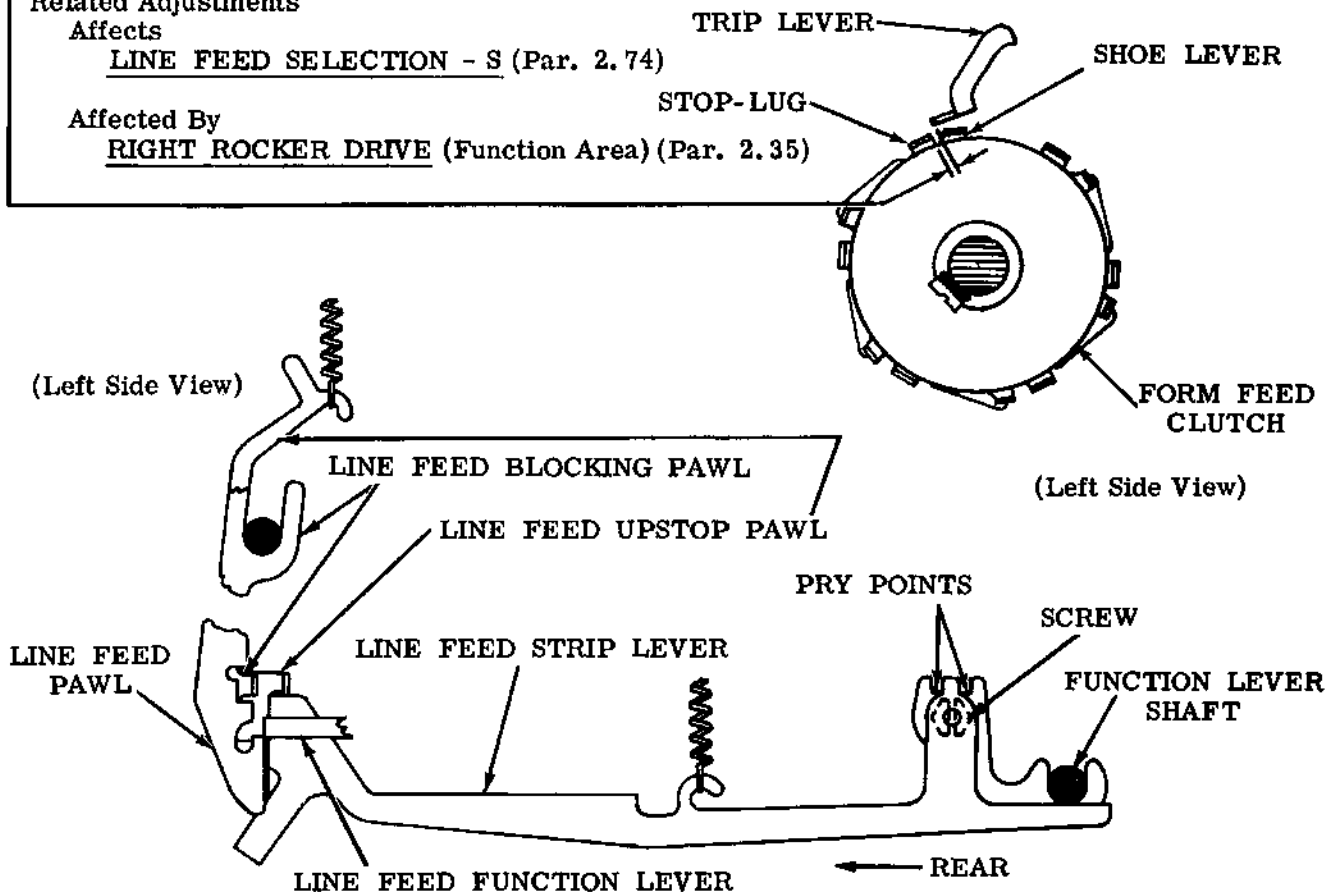 Related Adjustments
Affects
LINE FEED SELECTION - S (Par. 2.74)
Affected By
RIGHT ROCKER DRIVE (Function Area) (Par. 2.35)
TRIP LEVER
SHOE LEVER
STOP-LUG
FORM FEED
CLUTCH
(Left Side View)
(Left Side View)
LINE FEED BLOCKING PAWL
LINE FEED UPSTOP PAWL
PRY POINTS
SCREW
LINE FEED
PAWL
LINE FEED STRIP LEVER
FUNCTION LEVER
SHAFT
REAR
LINE FEED FUNCTION LEVER